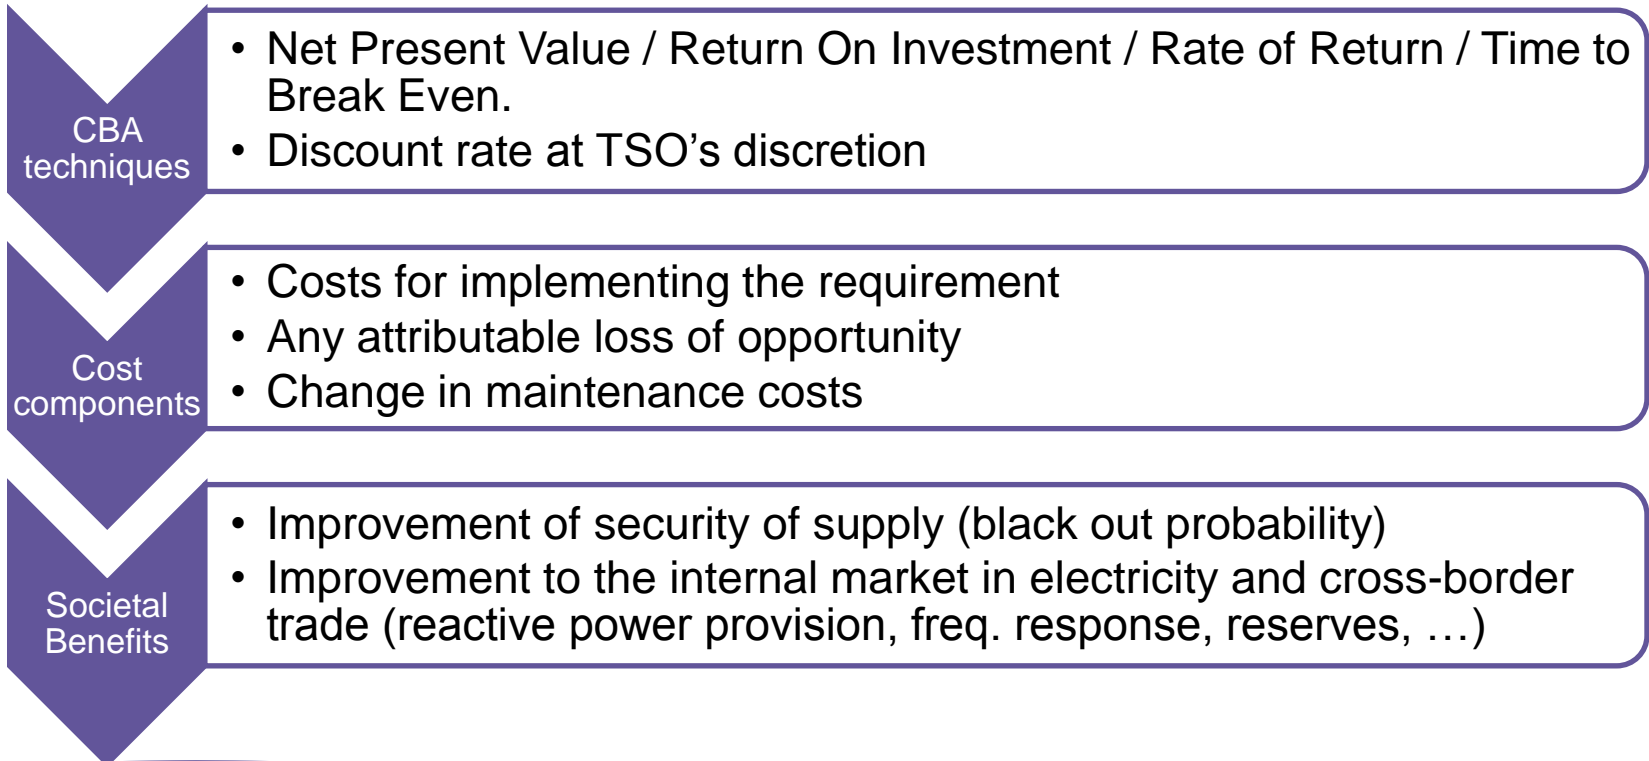 CBA
techniques
• Net Present Value / Return On Investment / Rate of Return / Time to
Break Even.
• Discount rate at TSO’s discretion
Cost
components
• Costs for implementing the requirement
• Any attributable loss of opportunity
• Change in maintenance costs
Societal
Benefits
• Improvement of security of supply (black out probability)
• Improvement to the internal market in electricity and cross-border
trade (reactive power provision, freq. response, reserves, …)